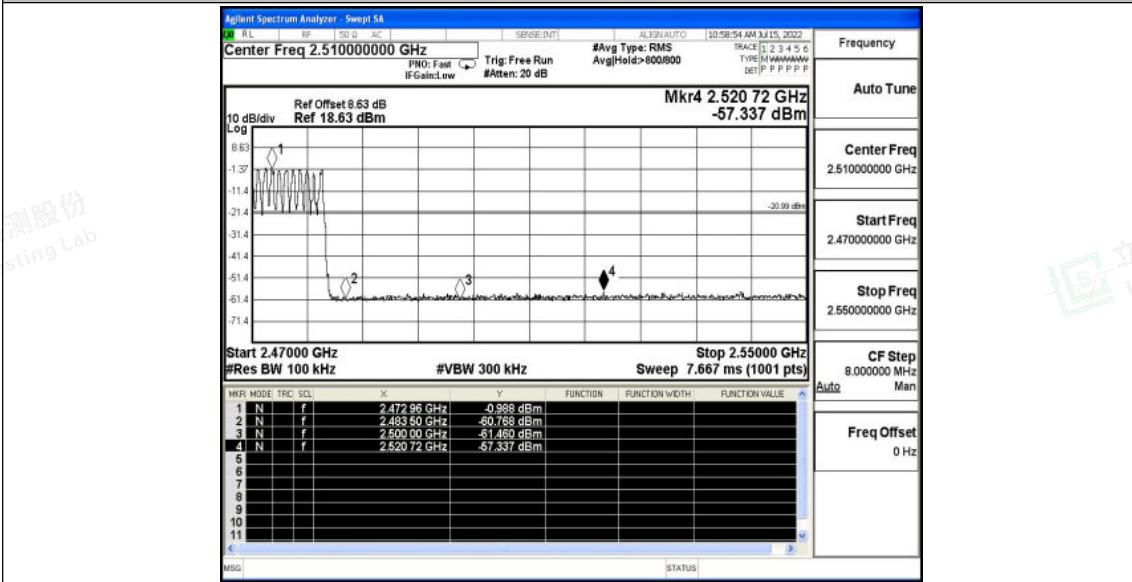 Agilent Spectrum Analyzer - Swept SA
RL RF 50 Ω AC SENSE:INT ALIGNAUTO 10:58:54 AM Jul 15, 2022
Center Freq 2.510000000 GHz
PNO: Fast
IFGain:Low
Trig: Free Run
#Atten: 20 dB
#Avg Type: RMS
Avg|Hold:>800/800
TRACE 1 2 3 4 5 6
TYPE M
DET P P P P P P
Ref Offset 8.63 dB
10 dB/div Ref 18.63 dBm
Log
Mkr4 2.520 72 GHz
-57.337 dBm
8.63
-1.37
-11.4
-21.4
-31.4
-41.4
-51.4
-61.4
-71.4
1
2
3
4
-20.99 dBm
Start 2.47000 GHz Stop 2.55000 GHz
#Res BW 100 kHz #VBW 300 kHz Sweep 7.667 ms (1001 pts)
MKR MODE TRC SCL X Y FUNCTION FUNCTION WIDTH FUNCTION VALUE
1 N f 2.472 96 GHz -0.988 dBm
2 N f 2.483 50 GHz -60.768 dBm
3 N f 2.500 00 GHz -61.460 dBm
4 N f 2.520 72 GHz -57.337 dBm
5
6
7
8
9
10
11
MSG STATUS
Frequency
Auto Tune
Center Freq
2.510000000 GHz
Start Freq
2.470000000 GHz
Stop Freq
2.550000000 GHz
CF Step
8.000000 MHz
Auto Man
Freq Offset
0 Hz
测股份
sting Lab